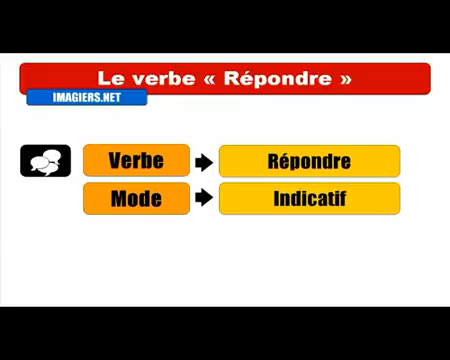 Le verbe « Répondre »
IMAGIERS.NET
Verbe Répondre
Mode Indicatif